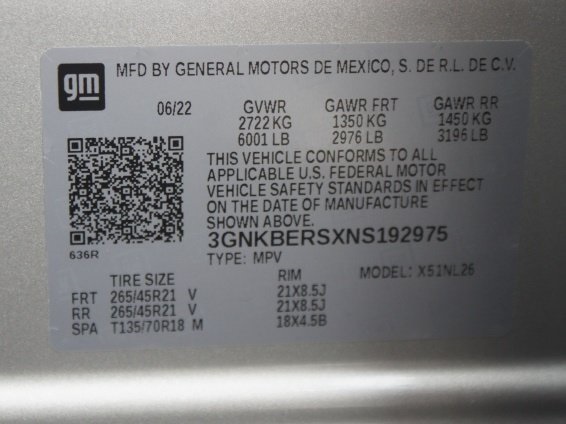 gm MFD BY GENERAL MOTORS DE MEXICO, S. DE R.L. DE C.V.
06/22 GVWR GAWR FRT GAWR RR
2722 KG 1350 KG 1450 KG
6001 LB 2976 LB 3196 LB
THIS VEHICLE CONFORMS TO ALL
APPLICABLE U.S. FEDERAL MOTOR
VEHICLE SAFETY STANDARDS IN EFFECT
ON THE DATE OF MANUFACTURE
SHOWN ABOVE.
3GNKBERSXNS192975
636R
TYPE: MPV
TIRE SIZE RIM MODEL: X51NL26
FRT 265/45R21 V 21X8.5J
RR 265/45R21 V 21X8.5J
SPA T135/70R18 M 18X4.5B